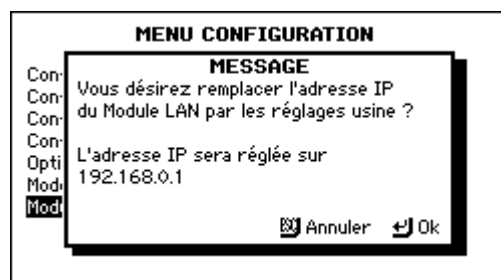 MENU CONFIGURATION
MESSAGE
Vous désirez remplacer l'adresse IP
du Module LAN par les réglages usine ?
L'adresse IP sera réglée sur
192.168.0.1
Annuler Ok
Con
Con
Con
Con
Opti
Mod
Mod